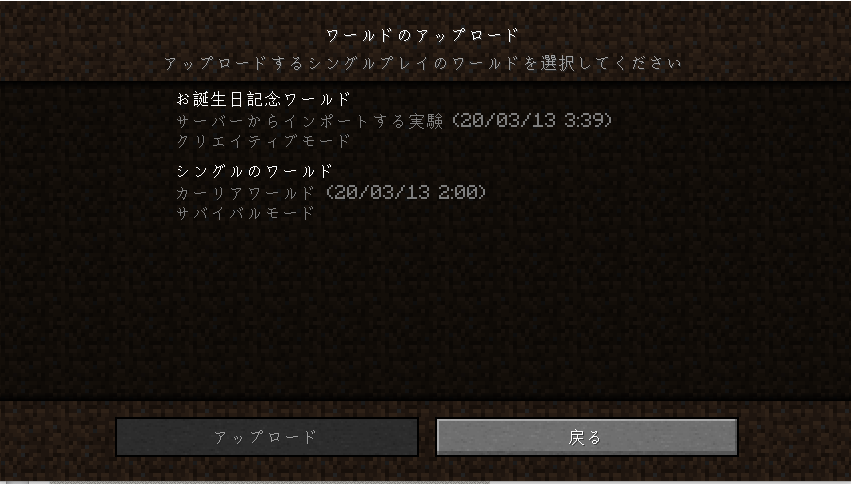 ワールドのアップロード
アップロードするシングルプレイのワールドを選択してください
お誕生日記念ワールド
サーバーからインポートする実験 (20/03/13 3:39)
クリエイティブモード
シングルのワールド
カーリアワールド (20/03/13 2:00)
サバイバルモード
アップロード
戻る